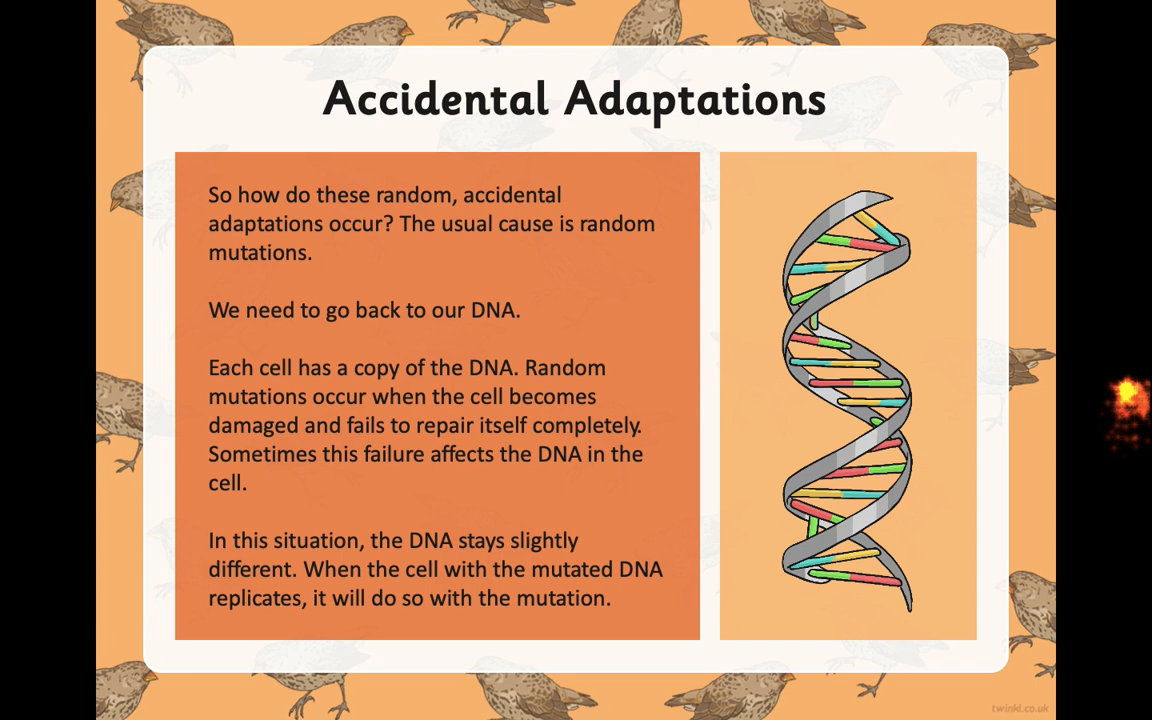 Accidental Adaptations
So how do these random, accidental
adaptations occur? The usual cause is random
mutations.
We need to go back to our DNA.
Each cell has a copy of the DNA. Random
mutations occur when the cell becomes
damaged and fails to repair itself completely.
Sometimes this failure affects the DNA in the
cell.
In this situation, the DNA stays slightly
different. When the cell with the mutated DNA
replicates, it will do so with the mutation.
twinkl.co.uk